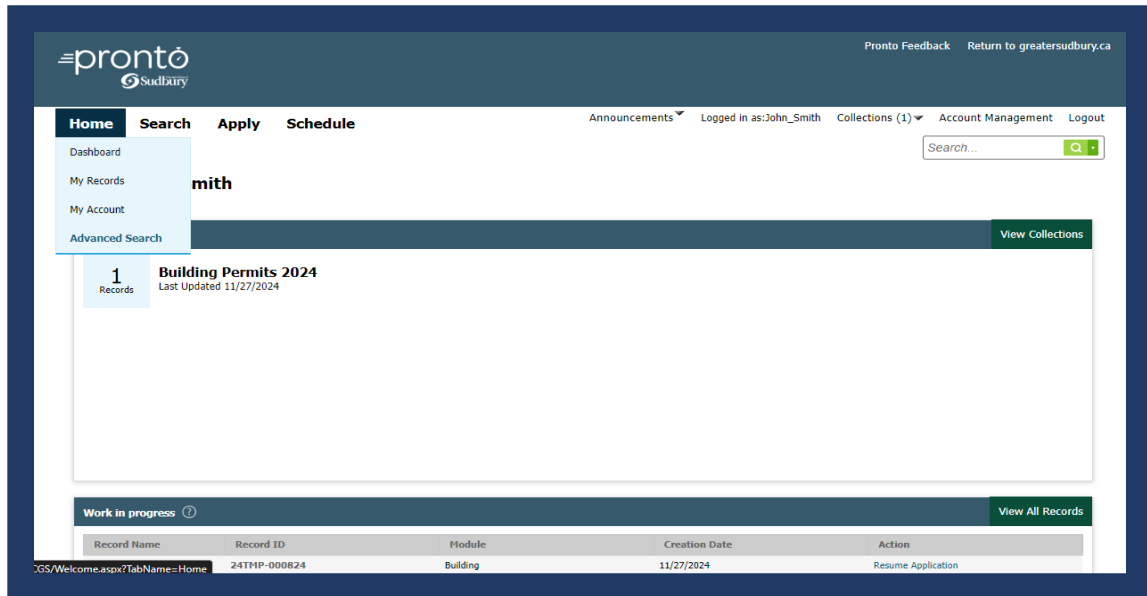 Pronto Feedback Return to greatersudbury.ca
pronto
Sudbury
Home Search Apply Schedule
Announcements Logged in as:John_Smith Collections (1) Account Management Logout
Search...
Dashboard
My Records
mith
My Account
Advanced Search
View Collections
1
Records
Building Permits 2024
Last Updated 11/27/2024
Work in progress ?
View All Records
Record Name Record ID Module Creation Date Action
CGS/Welcome.aspx?TabName=Home 24TMP-000824 Building 11/27/2024 Resume Application